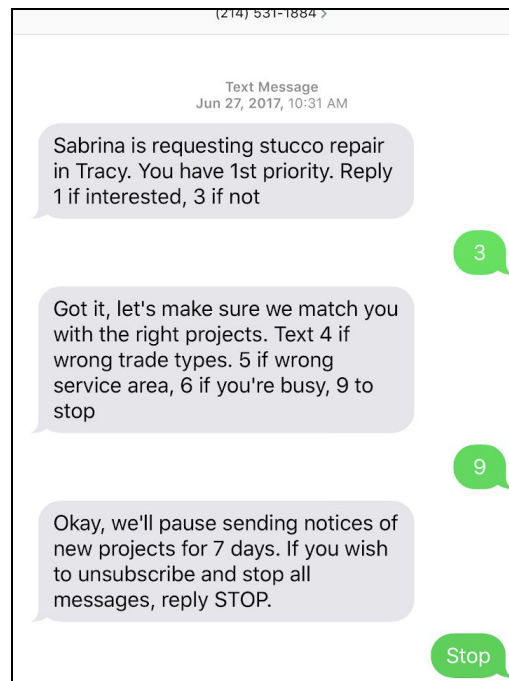 (214) 531-1884 >
Text Message
Jun 27, 2017, 10:31 AM
Sabrina is requesting stucco repair
in Tracy. You have 1st priority. Reply
1 if interested, 3 if not
3
Got it, let's make sure we match you
with the right projects. Text 4 if
wrong trade types. 5 if wrong
service area, 6 if you're busy, 9 to
stop
9
Okay, we'll pause sending notices of
new projects for 7 days. If you wish
to unsubscribe and stop all
messages, reply STOP.
Stop